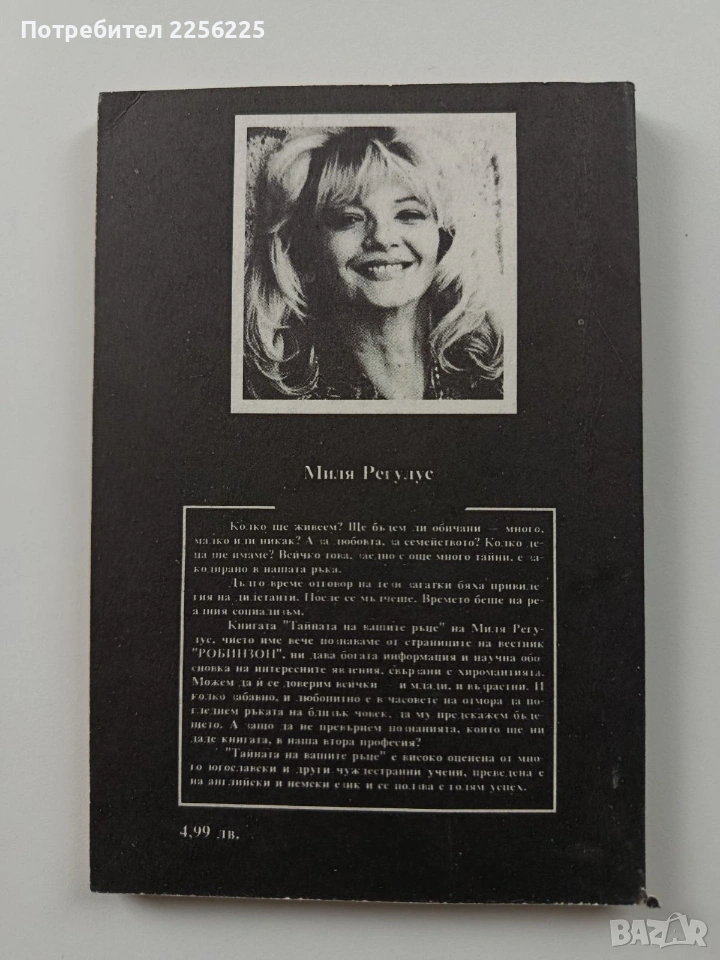 Потребител 2256225
Миля Регулус
Колко ще живеем? Ще бъдем ли обичани — много,
малко или никак? А за любовта, за семейството? Колко де-
ца ще имаме? Всичко това, заедно с още много тайни, е за-
кодирано в нашата ръка.
Дълго време отговор на тези загатки бяха привиле-
гия на дилетанти. После се мълчеше. Времето беше на ре-
алния социализъм.
Книгата "Тайната на вашите ръце" на Миля Регу-
лус, чието име вече познаваме от страниците на вестник
"РОБИНЗОН", ни дава богата информация и научна обо-
сновка на интересните явления, свързани с хиромантията.
Можем да й се доверим всички — и млади, и възрастни. И
колко забавно, и любопитно е в часовете на отмора да по-
гледнем ръката на близък човек, да му предскажем бъде-
щето. А защо да не превърнем познанията, които ще ни
даде книгата, в наша втора професия?
"Тайната на вашите ръце" е високо оценена от мно-
го югославски и други чуждестранни учени, преведена е
на английски и немски език и се ползва с голям успех.
4,99 лв.
BAZAR